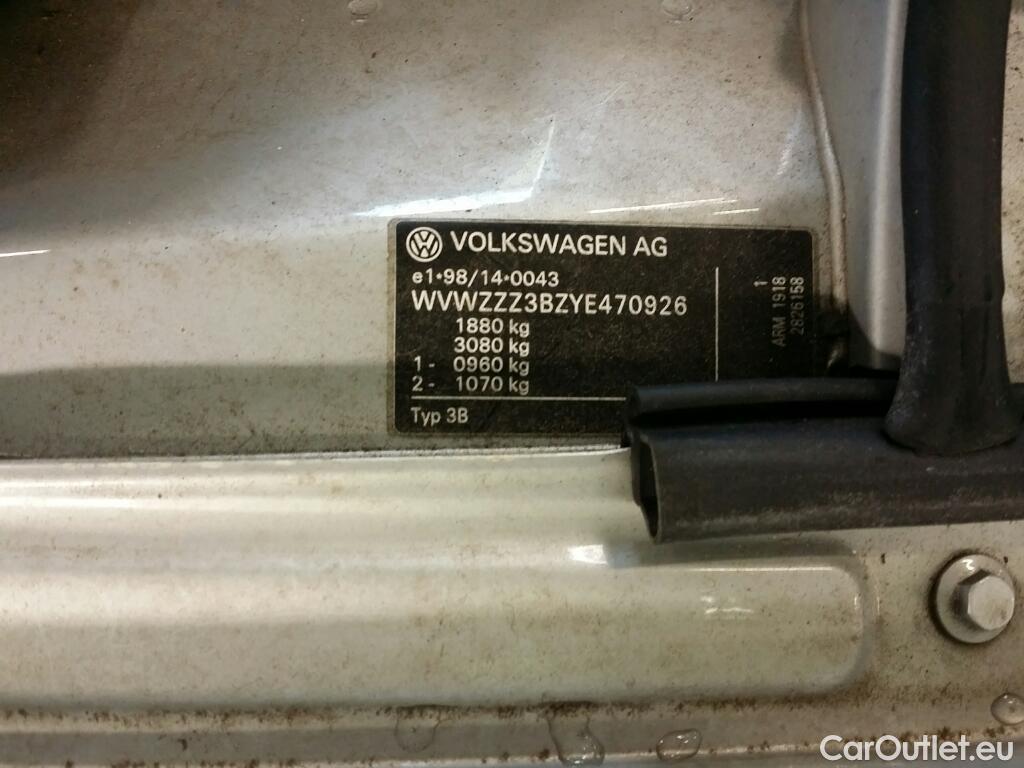 VOLKSWAGEN AG
e1•98/14•0043
WVWZZZ3BZYE470926
1880 kg
3080 kg
1 - 0960 kg
2 - 1070 kg
Typ 3B
1
ARM 1918
2826158
CarOutlet.eu